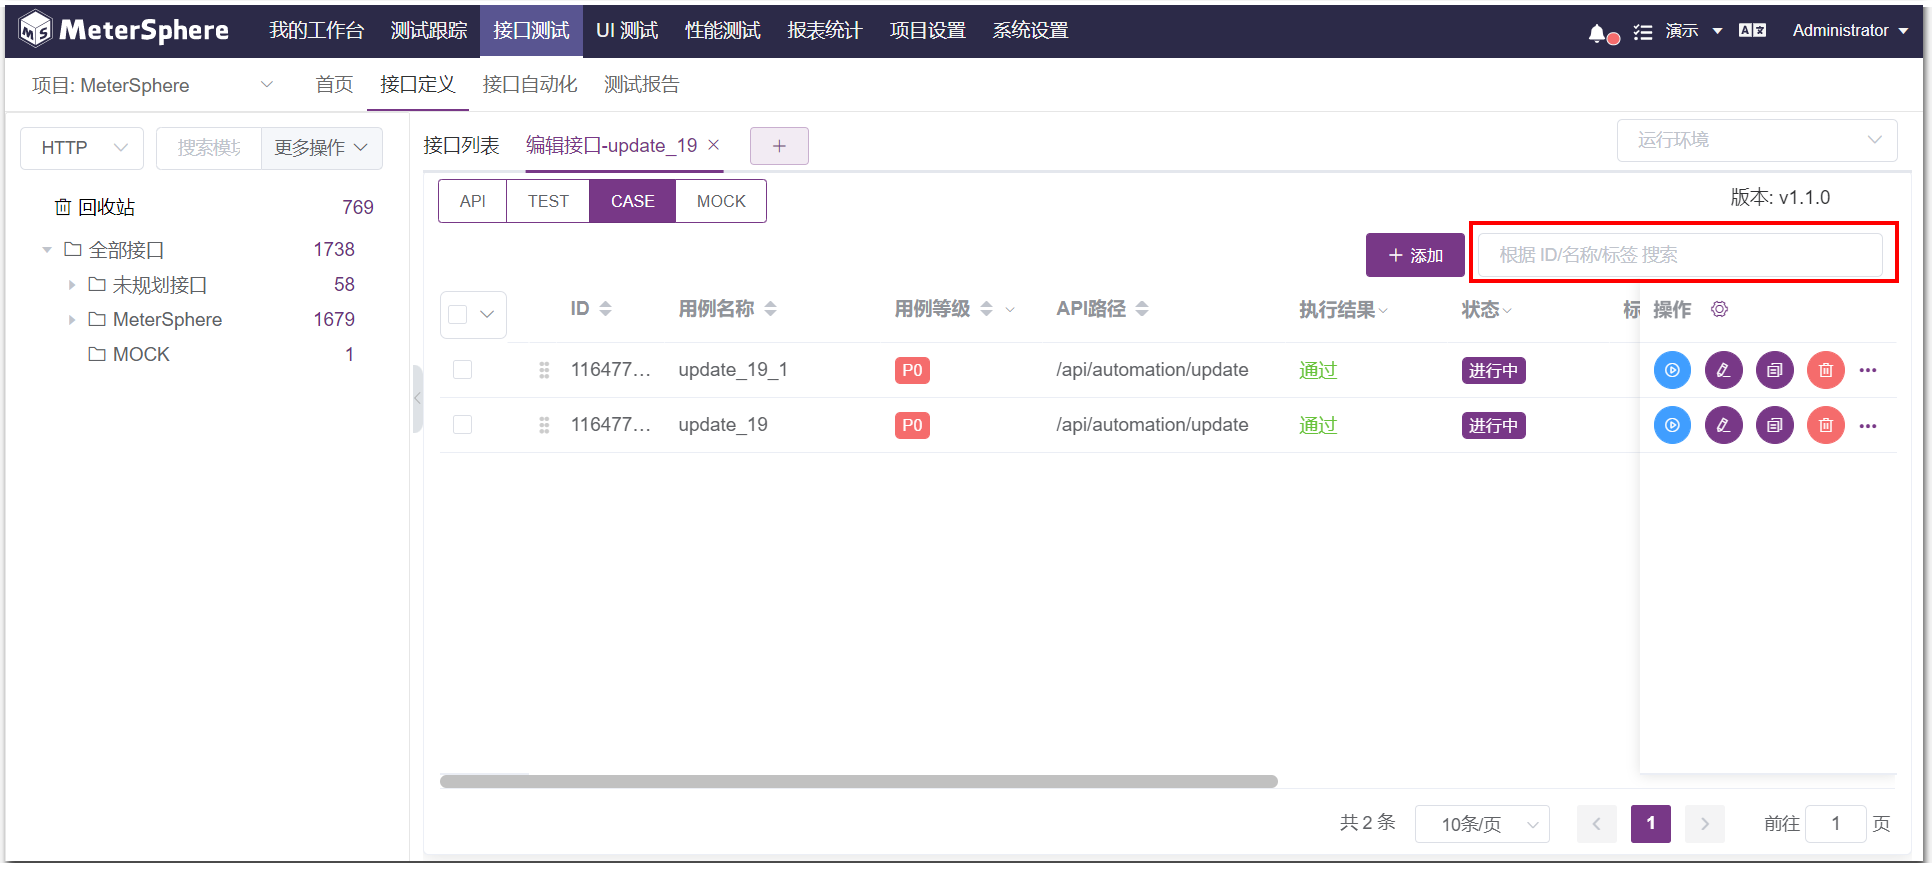 MeterSphere 我的工作台 测试跟踪 接口测试 UI 测试 性能测试 报表统计 项目设置 系统设置 演示 Administrator
项目: MeterSphere 首页 接口定义 接口自动化 测试报告
HTTP 搜索模块 更多操作
接口列表 编辑接口-update_19 运行环境
API TEST CASE MOCK
版本: v1.1.0
回收站 769
全部接口 1738
未规划接口 58
MeterSphere 1679
MOCK 1
添加 根据 ID/名称/标签 搜索
ID 用例名称 用例等级 API路径 执行结果 状态 标 操作
116477... update_19_1 P0 /api/automation/update 通过 进行中
116477... update_19 P0 /api/automation/update 通过 进行中
共 2 条 10条/页 1 前往 1 页